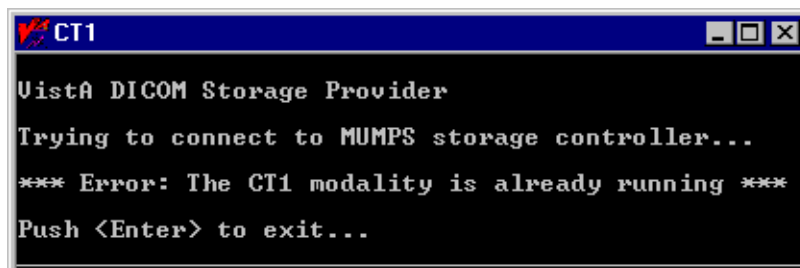 CT1
VistA DICOM Storage Provider
Trying to connect to MUMPS storage controller...
*** Error: The CT1 modality is already running ***
Push <Enter> to exit...